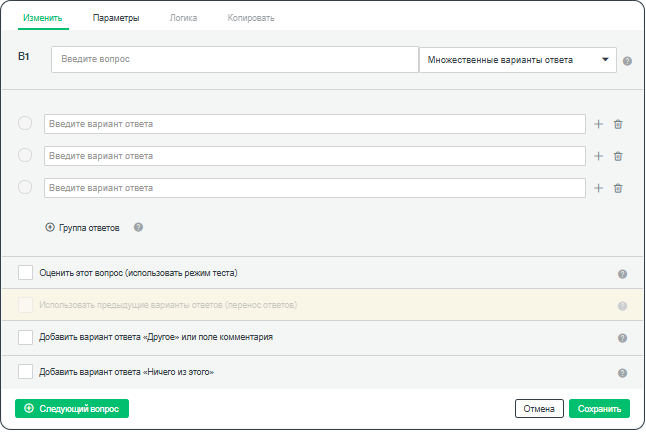 Изменить Параметры Логика Копировать
В1 Введите вопрос Множественные варианты ответа ?
Введите вариант ответа
Введите вариант ответа
Введите вариант ответа
Группа ответов ?
Оценить этот вопрос (использовать режим теста) ?
Использовать предыдущие варианты ответов (перенос ответов) ?
Добавить вариант ответа «Другое» или поле комментария ?
Добавить вариант ответа «Ничего из этого» ?
Следующий вопрос Отмена Сохранить